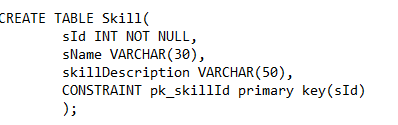 CREATE TABLE Skill(
sId INT NOT NULL,
sName VARCHAR(30),
skillDescription VARCHAR(50),
CONSTRAINT pk_skillId primary key(sId)
);